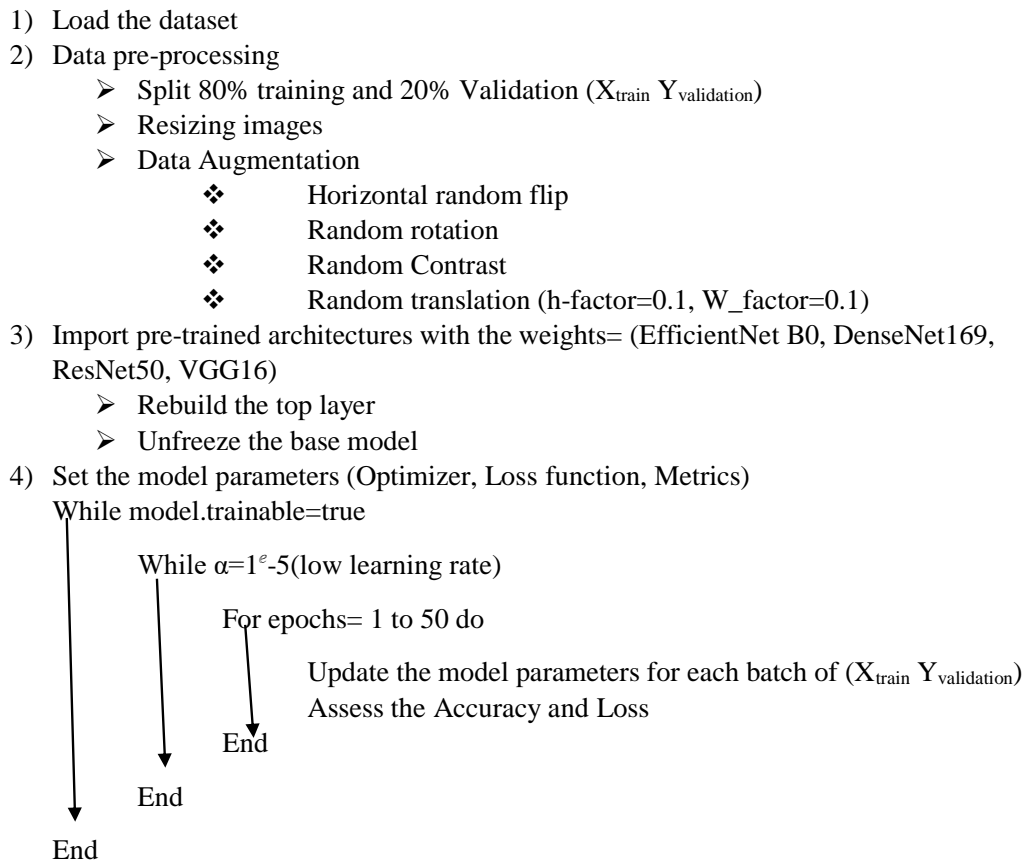 1) Load the dataset
2) Data pre-processing
➢ Split 80% training and 20% Validation (Xtrain Yvalidation)
➢ Resizing images
➢ Data Augmentation
❖ Horizontal random flip
❖ Random rotation
❖ Random Contrast
❖ Random translation (h-factor=0.1, W_factor=0.1)
3) Import pre-trained architectures with the weights= (EfficientNet B0, DenseNet169,
ResNet50, VGG16)
➢ Rebuild the top layer
➢ Unfreeze the base model
4) Set the model parameters (Optimizer, Loss function, Metrics)
While model.trainable=true
While α=1ᵉ-5(low learning rate)
For epochs= 1 to 50 do
Update the model parameters for each batch of (Xtrain Yvalidation)
Assess the Accuracy and Loss
End
End
End